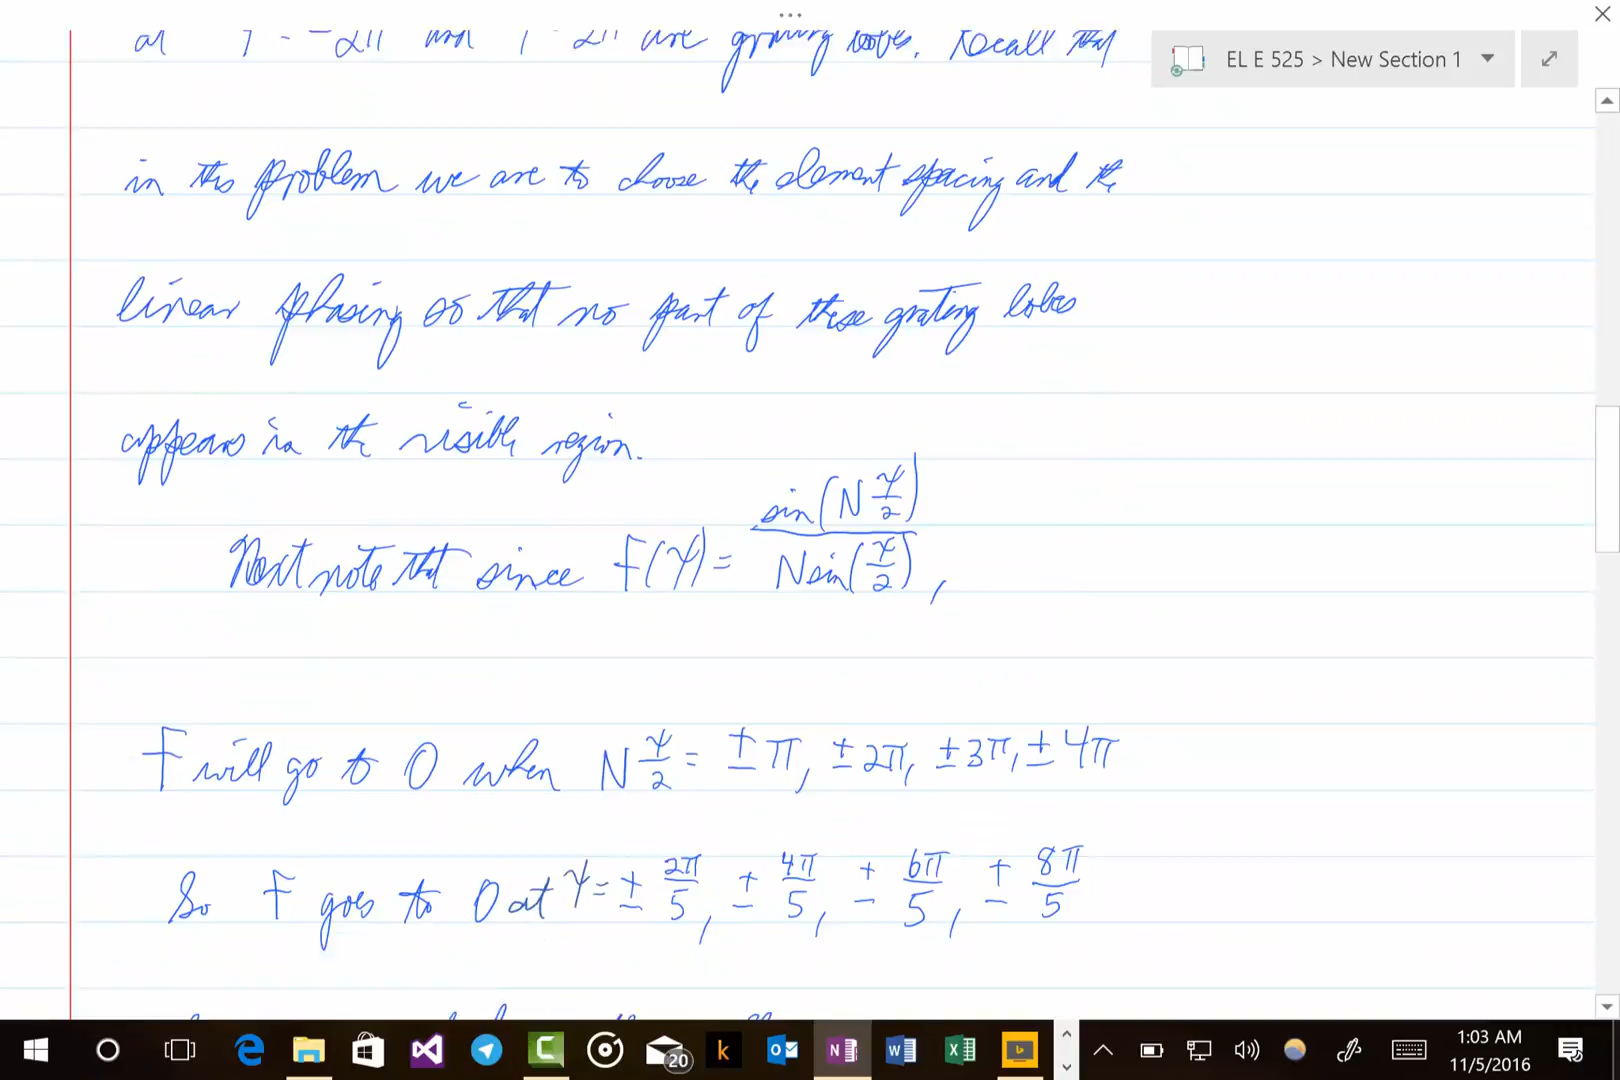 EL E 525 > New Section 1
at Ψ = -2π and Ψ = 2π are grating lobes. Recall that
in this problem we are to choose the element spacing and the
linear phasing so that no part of these grating lobes
appears in the visible region.
Next note that since F(Ψ) = sin(N Ψ/2) / N sin(Ψ/2) ,
F will go to 0 when N Ψ/2 = ±π, ±2π, ±3π, ±4π
So F goes to 0 at Ψ = ± 2π/5, ± 4π/5, ± 6π/5, ± 8π/5
20
1:03 AM
11/5/2016